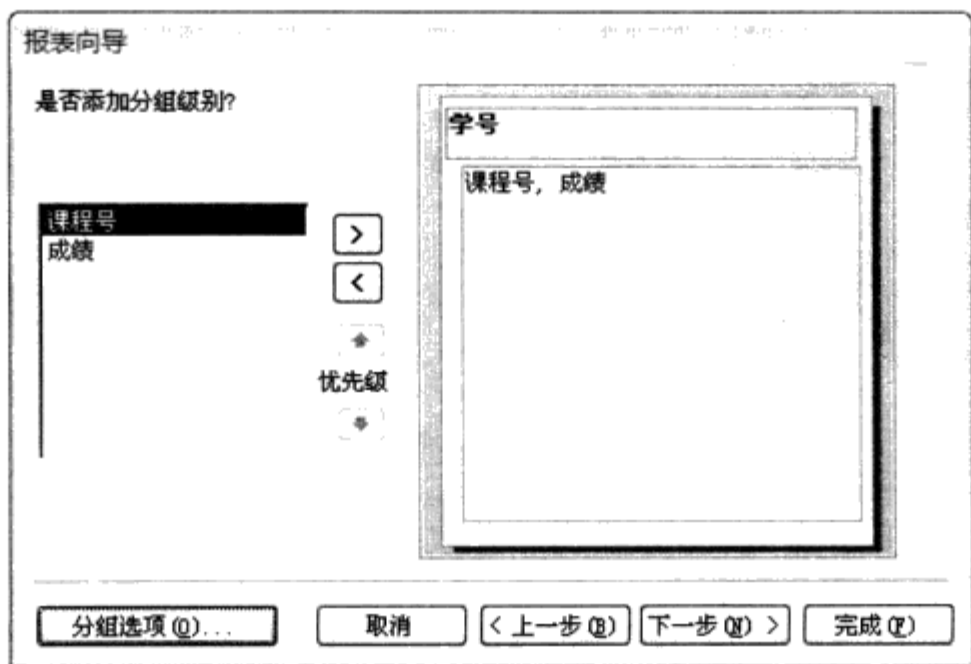 报表向导
是否添加分组级别?
课程号
成绩
>
<
优先级
学号
课程号, 成绩
分组选项(O)...
取消
< 上一步(B)
下一步(N) >
完成(F)